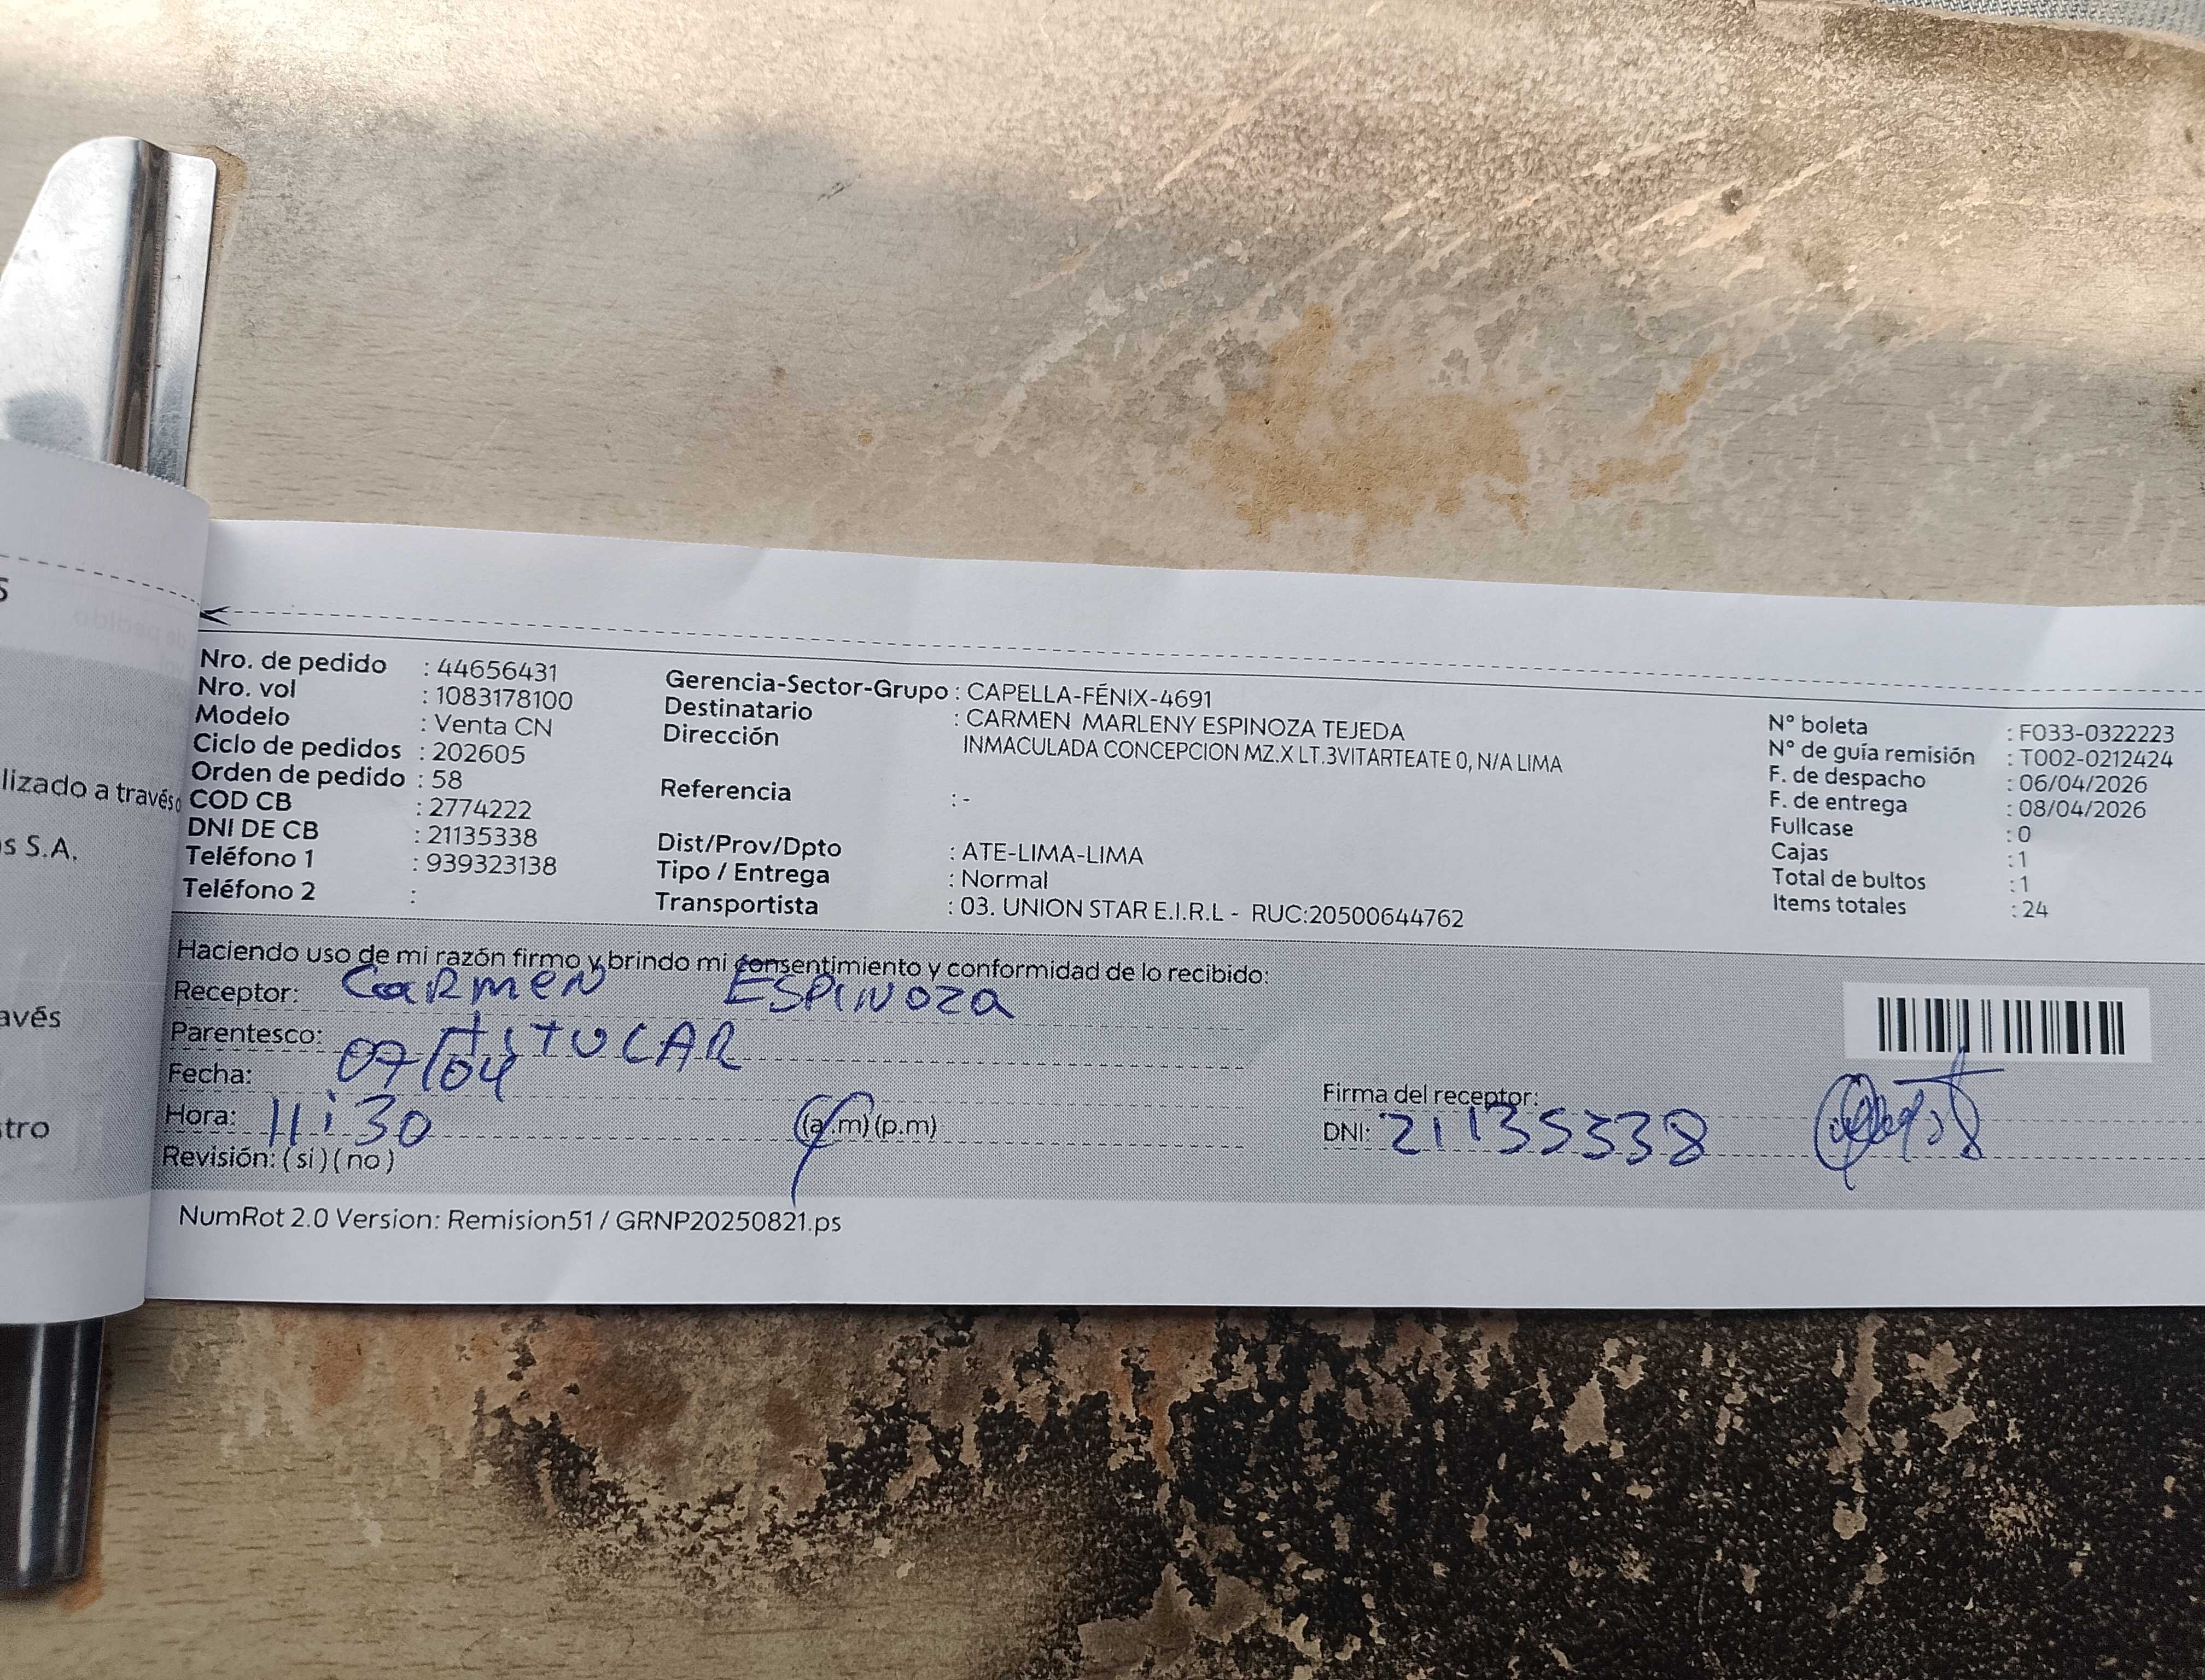 5
lizado a través
s S.A.
avés
tro
Nro. de pedido : 44656431
Nro. vol : 1083178100
Modelo : Venta CN
Ciclo de pedidos : 202605
Orden de pedido : 58
COD CB : 2774222
DNI DE CB : 21135338
Teléfono 1 : 939323138
Teléfono 2 :
Gerencia-Sector-Grupo : CAPELLA-FÉNIX-4691
Destinatario : CARMEN MARLENY ESPINOZA TEJEDA
Dirección INMACULADA CONCEPCION MZ.X LT.3VITARTEATE 0, N/A LIMA
Referencia : -
Dist/Prov/Dpto : ATE-LIMA-LIMA
Tipo / Entrega : Normal
Transportista : 03. UNION STAR E.I.R.L - RUC:20500644762
N° boleta : F033-0322223
N° de guía remisión : T002-0212424
F. de despacho : 06/04/2026
F. de entrega : 08/04/2026
Fullcase : 0
Cajas : 1
Total de bultos : 1
Items totales : 24
Haciendo uso de mi razón firmo y brindo mi consentimiento y conformidad de lo recibido:
Receptor: CARMEN ESPINOZA
Parentesco: TITUCAR
Fecha: 07/04
Hora: 11:30 (a.m) (p.m)
Revisión: (si) (no)
Firma del receptor:
DNI: 21135338
NumRot 2.0 Version: Remision51 / GRNP20250821.ps